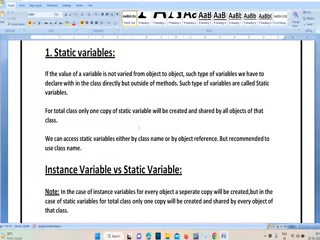 1. Static variables:
If the value of a variable is not varied from object to object, such type of variables we have to
declare with in the class directly but outside of methods. Such type of variables are called Static
variables.
For total class only one copy of static variable will be created and shared by all objects of that
class.
We can access static variables either by class name or by object reference. But recommended to
use class name.
Instance Variable vs Static Variable:
Note: In the case of instance variables for every object a seperate copy will be created,but in the
case of static variables for total class only one copy will be created and shared by every object of
that class.